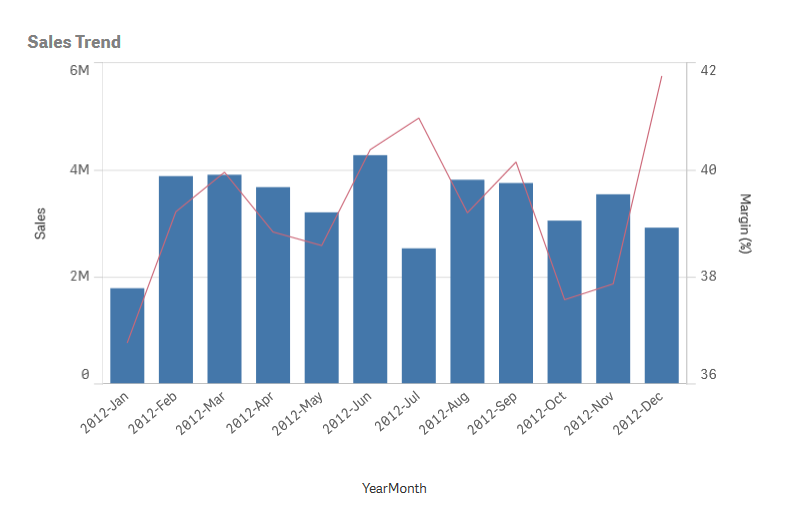 Sales Trend
6M
4M
2M
0
Sales
42
40
38
36
Margin (%)
2012-Jan
2012-Feb
2012-Mar
2012-Apr
2012-May
2012-Jun
2012-Jul
2012-Aug
2012-Sep
2012-Oct
2012-Nov
2012-Dec
YearMonth